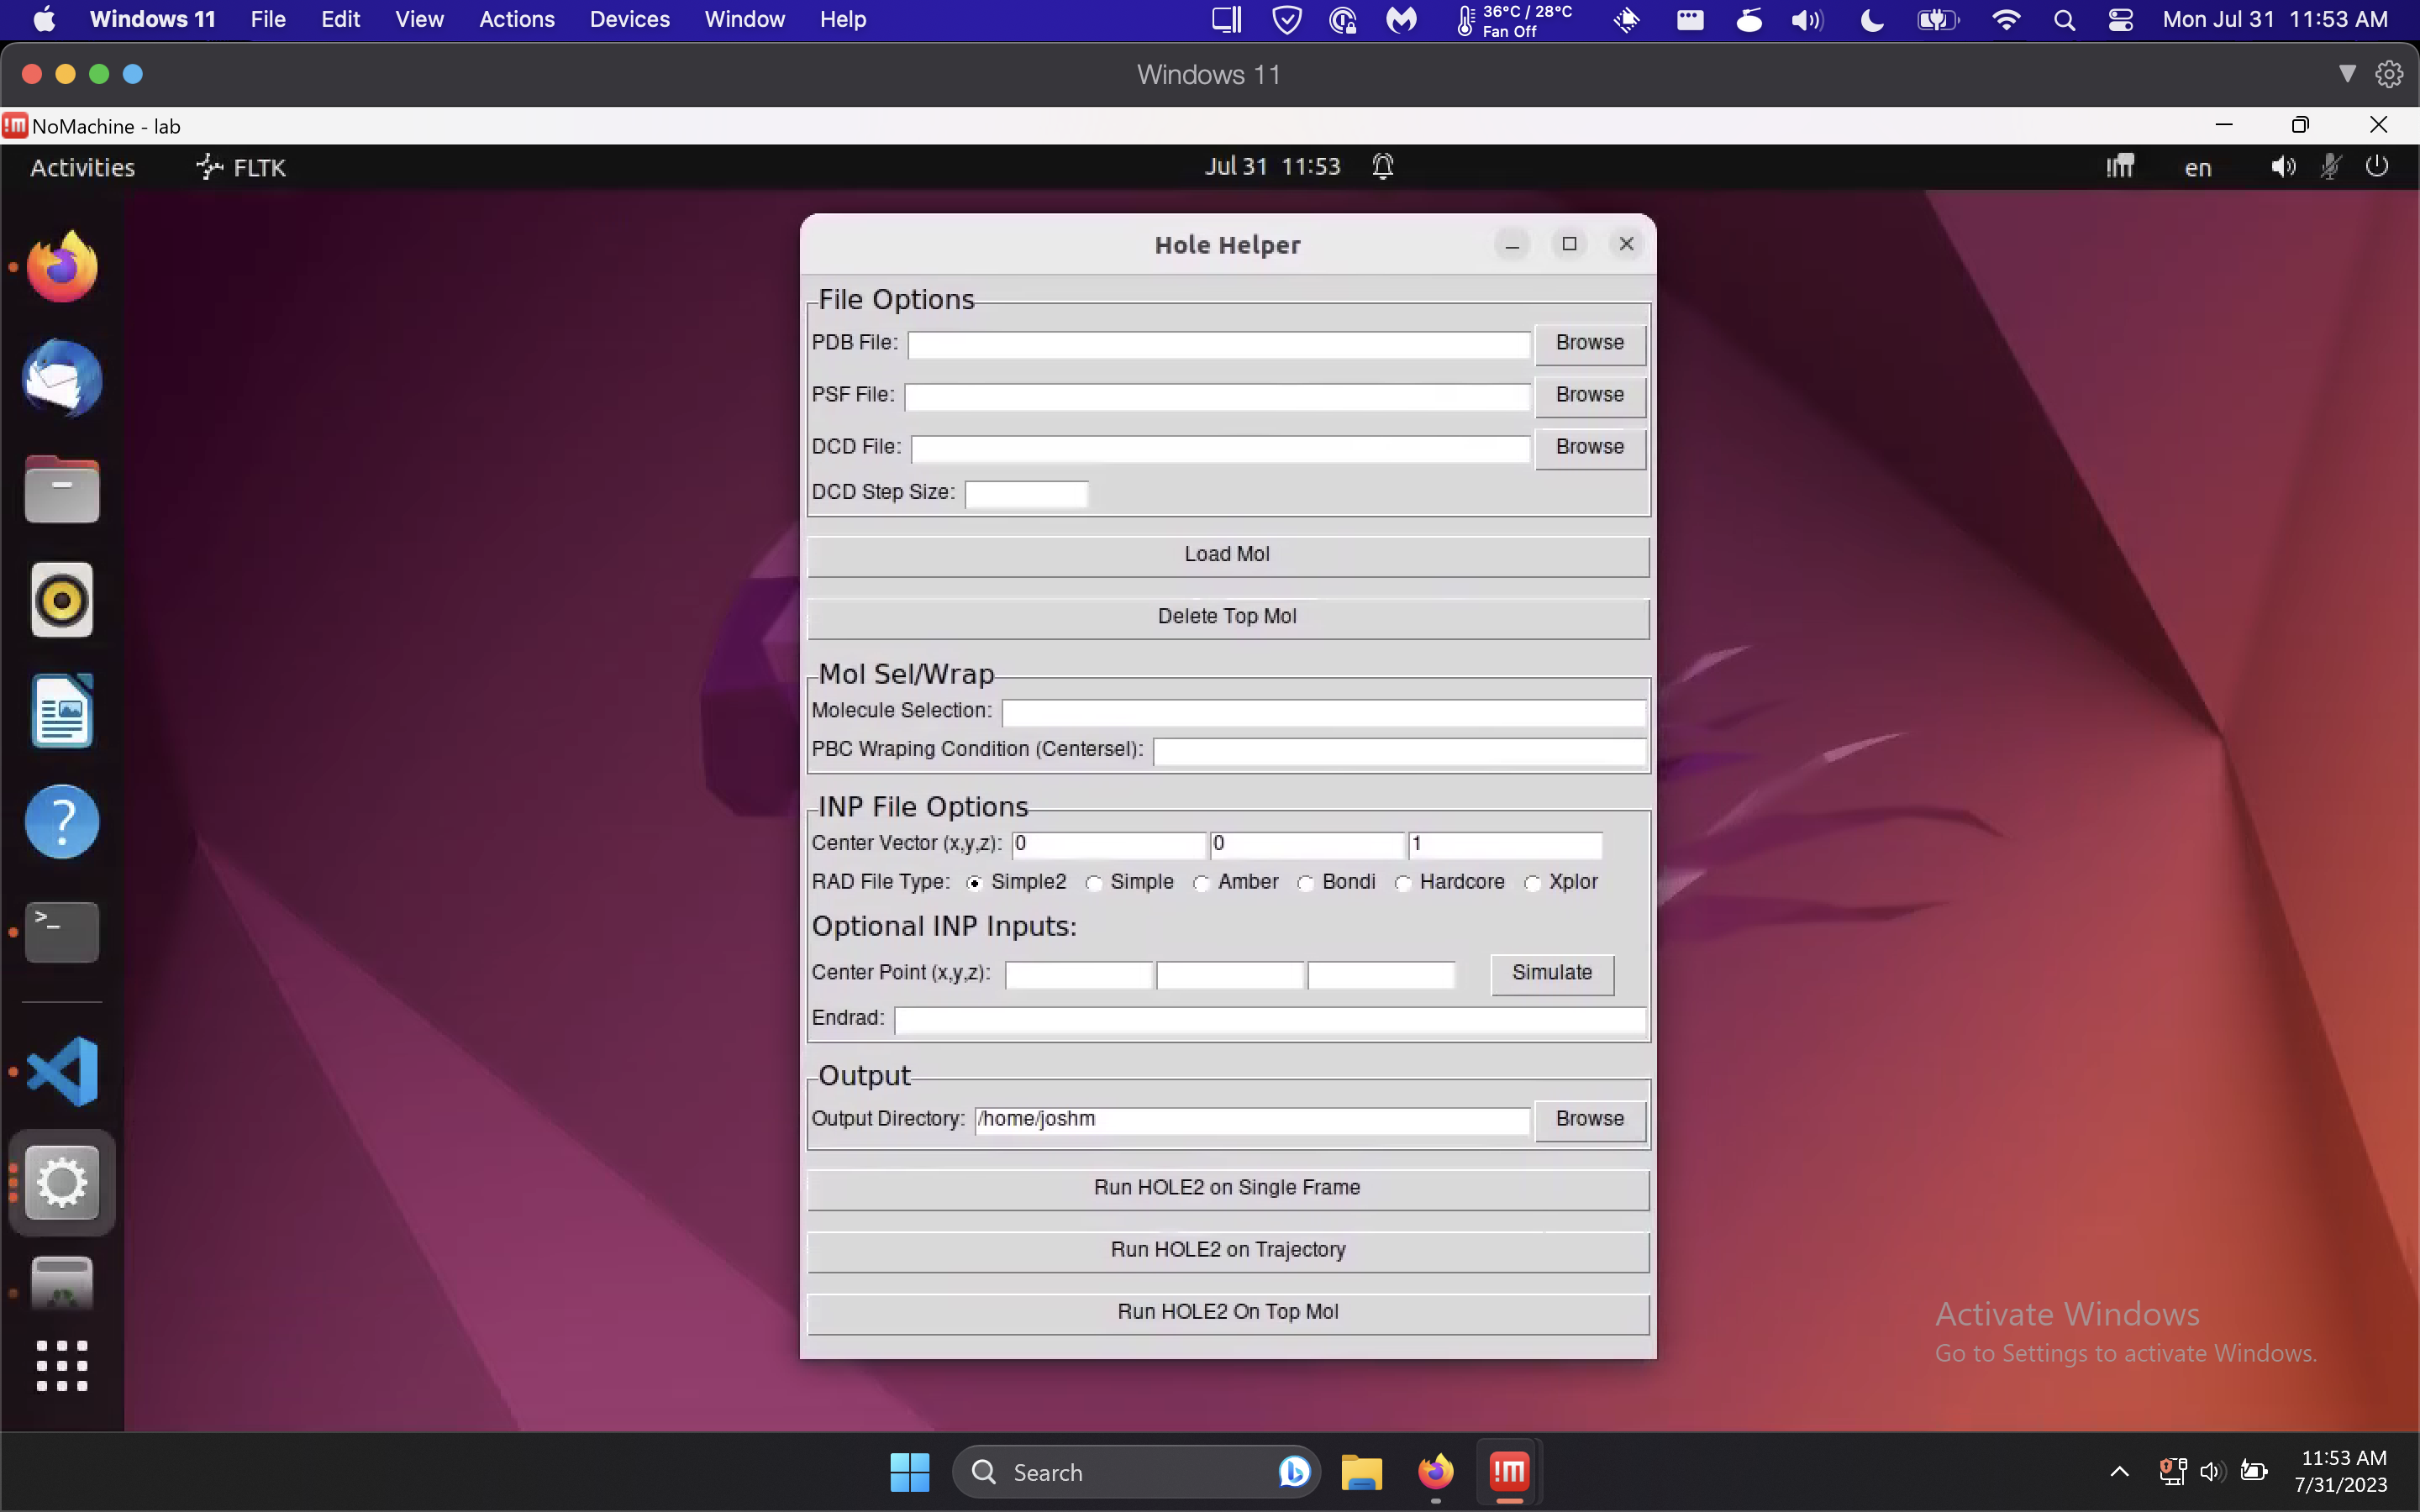 Windows 11 File Edit View Actions Devices Window Help 36°C / 28°C Mon Jul 31 11:53 AM
Fan Off
Windows 11
!M NoMachine - lab
Activities FLTK Jul 31 11:53 !M en
Hole Helper
File Options
PDB File: Browse
PSF File: Browse
DCD File: Browse
DCD Step Size:
Load Mol
Delete Top Mol
Mol Sel/Wrap
Molecule Selection:
PBC Wraping Condition (Centersel):
INP File Options
Center Vector (x,y,z): 0 0 1
RAD File Type: Simple2 Simple Amber Bondi Hardcore Xplor
Optional INP Inputs:
Center Point (x,y,z): Simulate
Endrad:
Output
Output Directory: /home/joshm Browse
Run HOLE2 on Single Frame
Run HOLE2 on Trajectory
Run HOLE2 On Top Mol
Activate Windows
Go to Settings to activate Windows.
Search !M 11:53 AM
7/31/2023